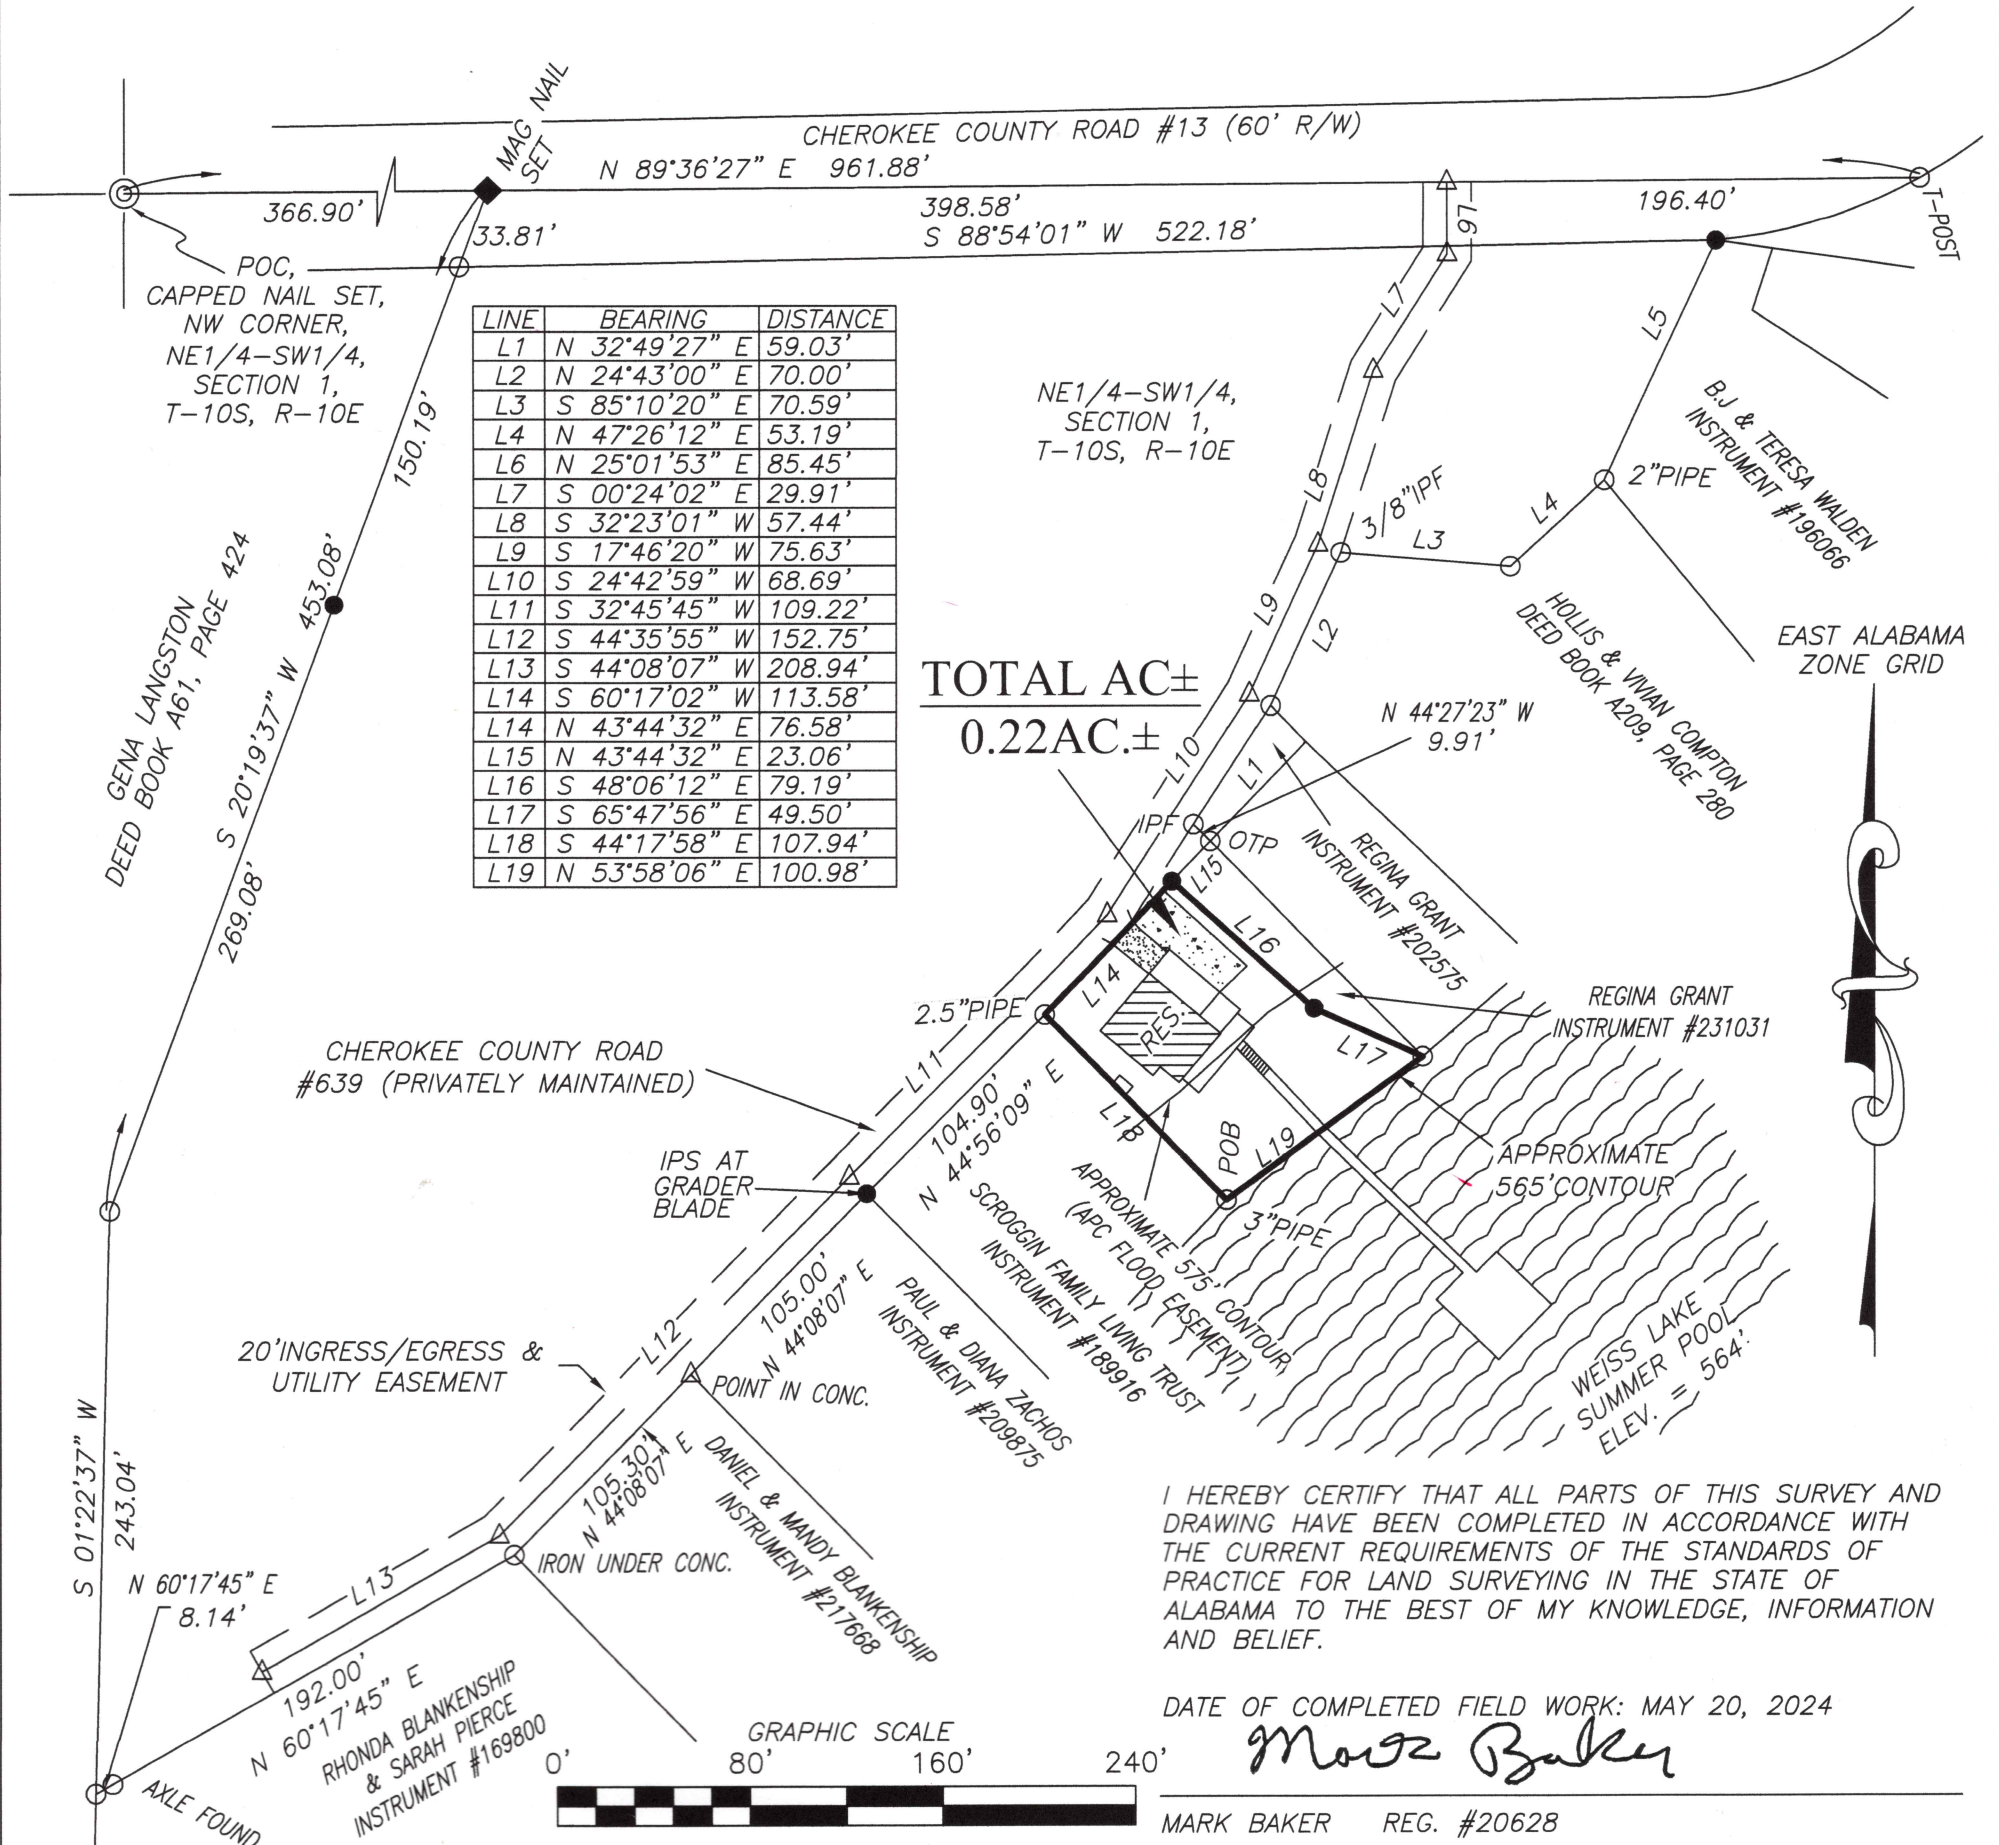 CHEROKEE COUNTY ROAD #13 (60' R/W)
MAG NAIL
SET
N 89°36'27" E 961.88'
366.90'
33.81'
398.58'
S 88°54'01" W 522.18'
196.40'
L6
T-POST
POC,
CAPPED NAIL SET,
NW CORNER,
NE1/4-SW1/4,
SECTION 1,
T-10S, R-10E
LINE BEARING DISTANCE
L1 N 32°49'27" E 59.03'
L2 N 24°43'00" E 70.00'
L3 S 85°10'20" E 70.59'
L4 N 47°26'12" E 53.19'
L6 N 25°01'53" E 85.45'
L7 S 00°24'02" E 29.91'
L8 S 32°23'01" W 57.44'
L9 S 17°46'20" W 75.63'
L10 S 24°42'59" W 68.69'
L11 S 32°45'45" W 109.22'
L12 S 44°35'55" W 152.75'
L13 S 44°08'07" W 208.94'
L14 S 60°17'02" W 113.58'
L14 N 43°44'32" E 76.58'
L15 N 43°44'32" E 23.06'
L16 S 48°06'12" E 79.19'
L17 S 65°47'56" E 49.50'
L18 S 44°17'58" E 107.94'
L19 N 53°58'06" E 100.98'
150.19'
S 20°19'37" W 453.08'
269.08'
GENA LANGSTON
DEED BOOK A61, PAGE 424
NE1/4-SW1/4,
SECTION 1,
T-10S, R-10E
L7
L5
L8
3/8"IPF
L3
L4
2"PIPE
B.J & TERESA WALDEN
INSTRUMENT #196066
L9
L2
HOLLIS & VIVIAN COMPTON
DEED BOOK A209, PAGE 280
EAST ALABAMA
ZONE GRID
TOTAL AC±
0.22AC.±
N 44°27'23" W
9.91'
L10
L1
IPF
OTP
L15
REGINA GRANT
INSTRUMENT #202575
L16
L14
RES.
2.5"PIPE
REGINA GRANT
INSTRUMENT #231031
L17
CHEROKEE COUNTY ROAD
#639 (PRIVATELY MAINTAINED)
L11
104.90'
N 44°56'09" E
L18
POB
L19
APPROXIMATE
565'CONTOUR
3"PIPE
IPS AT
GRADER
BLADE
APPROXIMATE 575' CONTOUR
(APC FLOOD EASEMENT)
SCROGGIN FAMILY LIVING TRUST
INSTRUMENT #189916
105.00'
N 44°08'07" E
PAUL & DIANA ZACHOS
INSTRUMENT #209875
WEISS LAKE
SUMMER POOL
ELEV. = 564'.
20'INGRESS/EGRESS &
UTILITY EASEMENT
L12
POINT IN CONC.
105.30'
N 44°08'07" E
DANIEL & MANDY BLANKENSHIP
INSTRUMENT #217668
S 01°22'37" W
243.04'
N 60°17'45" E
8.14'
L13
IRON UNDER CONC.
192.00'
N 60°17'45" E
RHONDA BLANKENSHIP
& SARAH PIERCE
INSTRUMENT #169800
AXLE FOUND
I HEREBY CERTIFY THAT ALL PARTS OF THIS SURVEY AND
DRAWING HAVE BEEN COMPLETED IN ACCORDANCE WITH
THE CURRENT REQUIREMENTS OF THE STANDARDS OF
PRACTICE FOR LAND SURVEYING IN THE STATE OF
ALABAMA TO THE BEST OF MY KNOWLEDGE, INFORMATION
AND BELIEF.
DATE OF COMPLETED FIELD WORK: MAY 20, 2024
Mark Baker
MARK BAKER REG. #20628
GRAPHIC SCALE
0' 80' 160' 240'